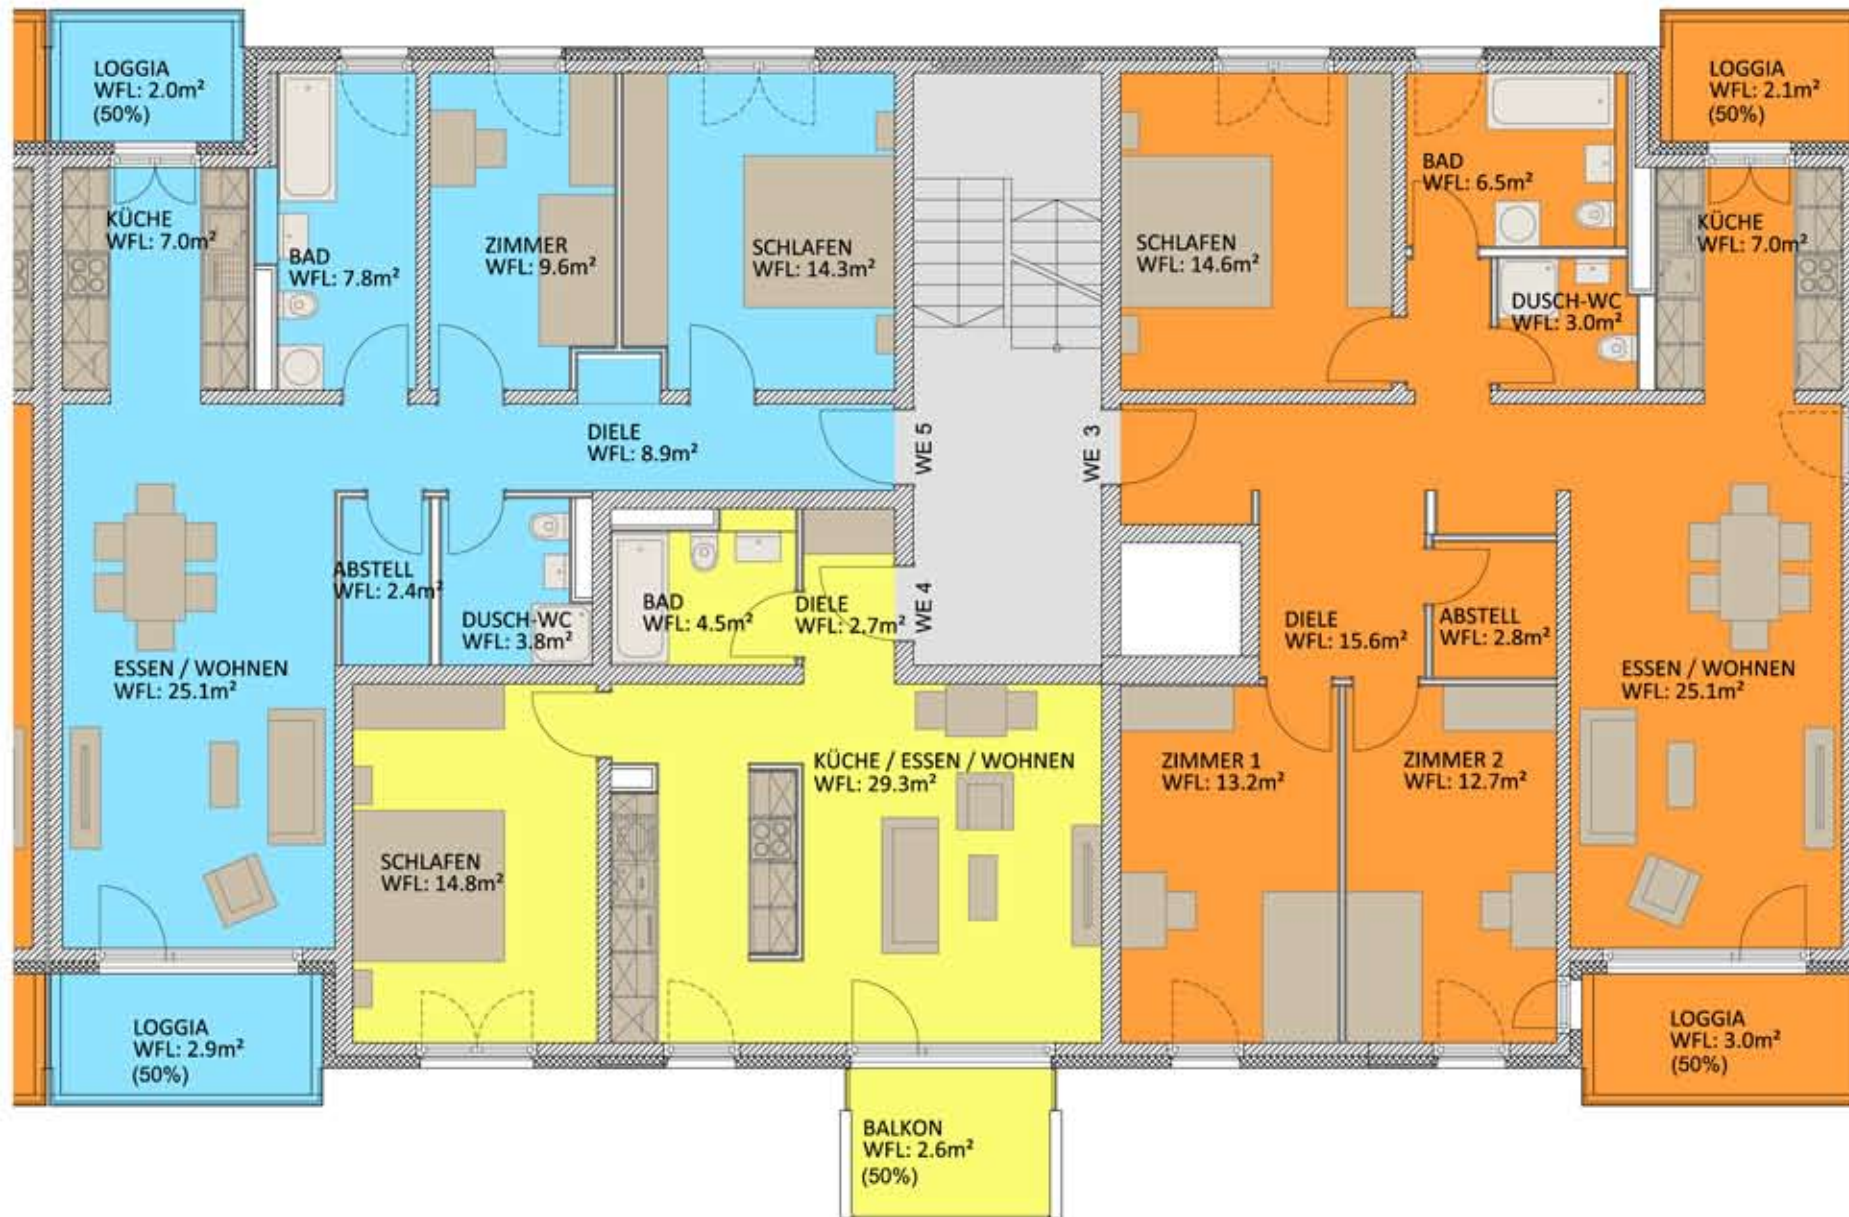 LOGGIA
WFL: 2.0m²
(50%)
KÜCHE
WFL: 7.0m²
BAD
WFL: 7.8m²
ZIMMER
WFL: 9.6m²
SCHLAFEN
WFL: 14.3m²
DIELE
WFL: 8.9m²
WE 5
ABSTELL
WFL: 2.4m²
DUSCH-WC
WFL: 3.8m²
ESSEN / WOHNEN
WFL: 25.1m²
LOGGIA
WFL: 2.9m²
(50%)
BAD
WFL: 4.5m²
DIELE
WFL: 2.7m²
WE 4
SCHLAFEN
WFL: 14.8m²
KÜCHE / ESSEN / WOHNEN
WFL: 29.3m²
BALKON
WFL: 2.6m²
(50%)
WE 3
SCHLAFEN
WFL: 14.6m²
BAD
WFL: 6.5m²
DUSCH-WC
WFL: 3.0m²
LOGGIA
WFL: 2.1m²
(50%)
KÜCHE
WFL: 7.0m²
DIELE
WFL: 15.6m²
ABSTELL
WFL: 2.8m²
ESSEN / WOHNEN
WFL: 25.1m²
ZIMMER 1
WFL: 13.2m²
ZIMMER 2
WFL: 12.7m²
LOGGIA
WFL: 3.0m²
(50%)